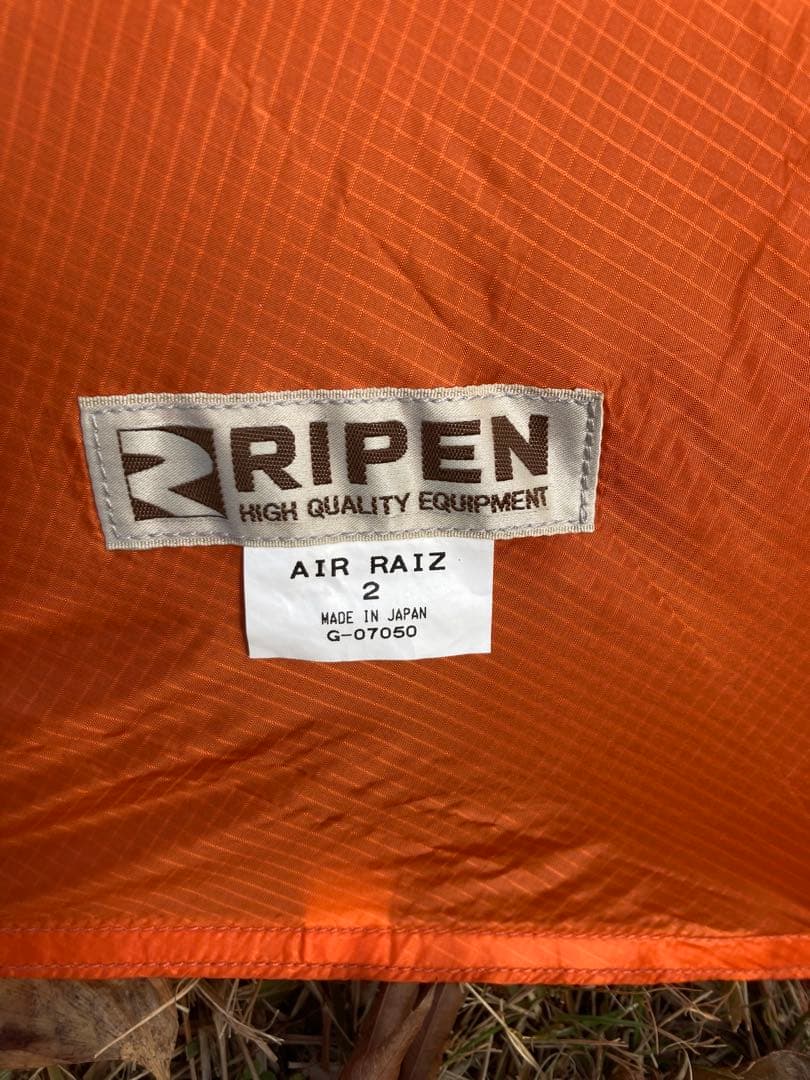 RIPEN
HIGH QUALITY EQUIPMENT
AIR RAIZ
2
MADE IN JAPAN
G-07050